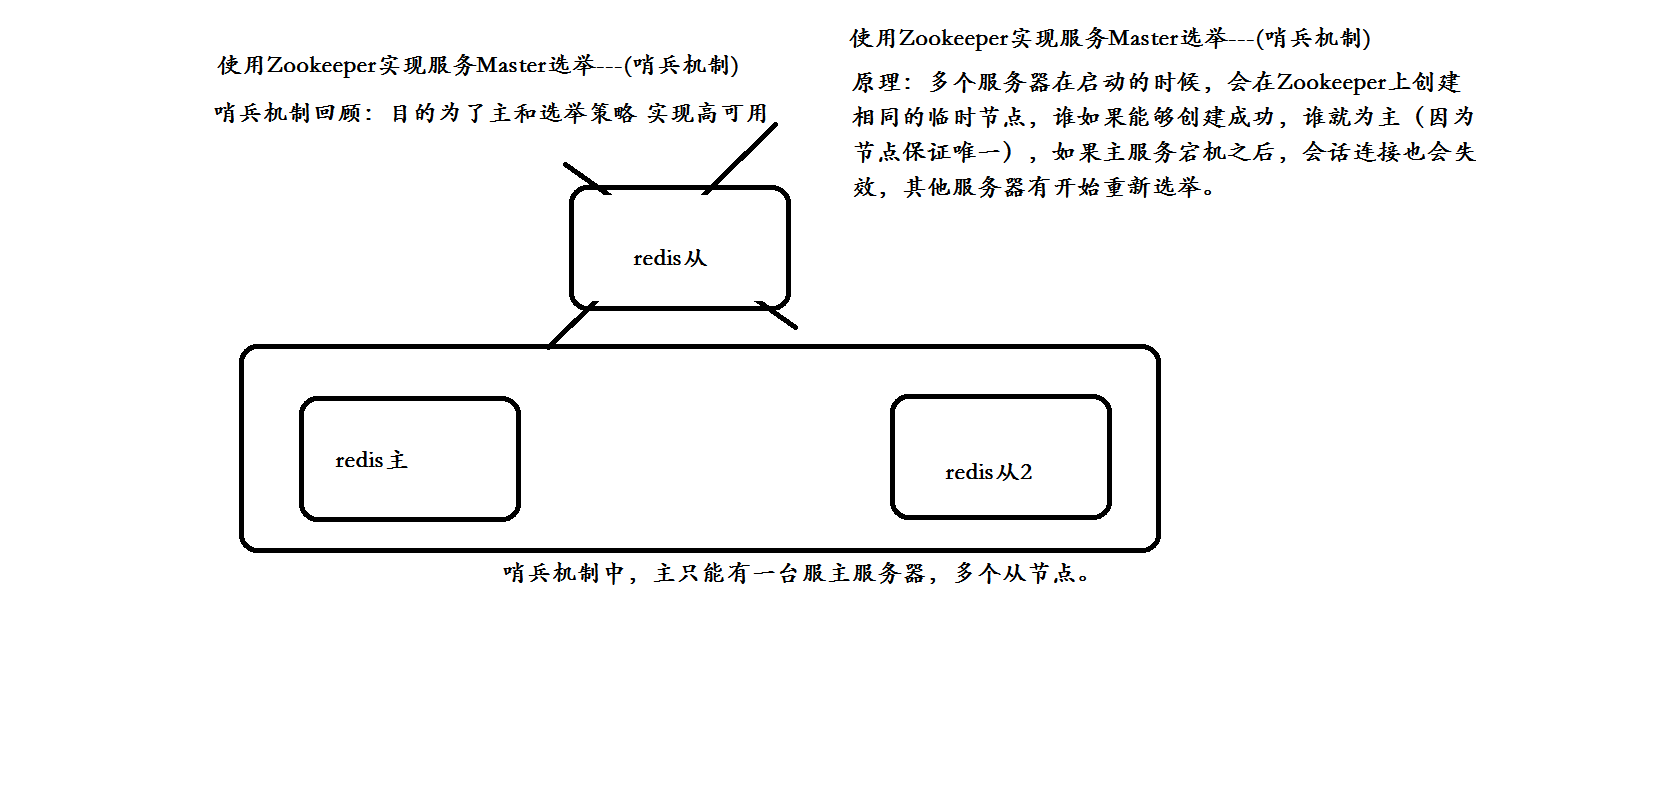 使用Zookeeper实现服务Master选举---(哨兵机制)
哨兵机制回顾：目的为了主和选举策略 实现高可用
使用Zookeeper实现服务Master选举---(哨兵机制)
原理：多个服务器在启动的时候，会在Zookeeper上创建
相同的临时节点，谁如果能够创建成功，谁就为主（因为
节点保证唯一），如果主服务宕机之后，会话连接也会失
效，其他服务器有开始重新选举。
redis从
redis主
redis从2
哨兵机制中，主只能有一台服主服务器，多个从节点。